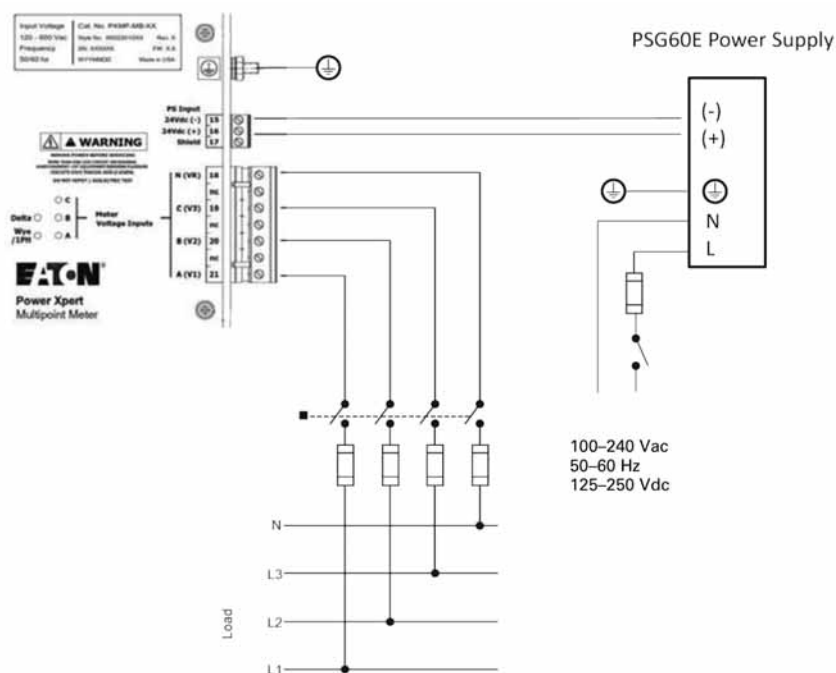 Input Voltage
120 - 600 Vac
Frequency
50/60 hz
Cat. No. PXMP-MB-XX
Made in USA
PSG60E Power Supply
PS Input
24Vdc (-) 15
24Vdc (+) 16
Shield 17
(-)
(+)
N
L
WARNING
N (VR) 18
NC
C (V3) 19
NC
B (V2) 20
NC
A (V1) 21
Meter
Voltage Inputs
C
Delta B
Wye
/1PH A
EATON
Power Xpert
Multipoint Meter
100–240 Vac
50–60 Hz
125–250 Vdc
N
L3
L2
L1
Load